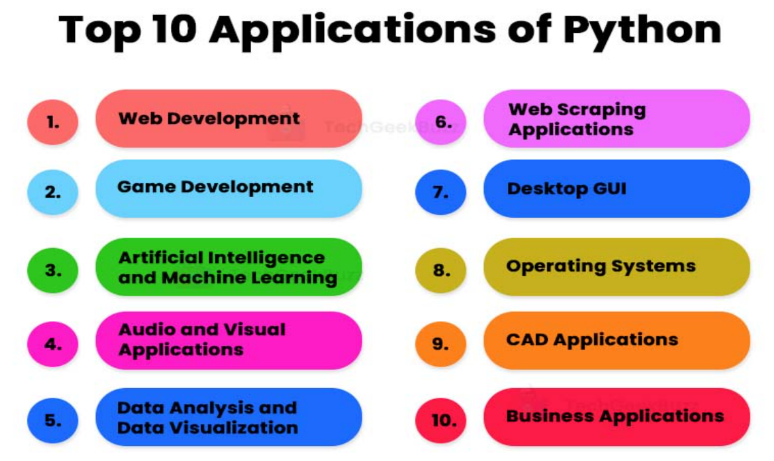 Top 10 Applications of Python
1.
Web Development
2.
Game Development
3.
Artificial Intelligence
and Machine Learning
4.
Audio and Visual
Applications
5.
Data Analysis and
Data Visualization
6.
Web Scraping
Applications
7.
Desktop GUI
8.
Operating Systems
9.
CAD Applications
10.
Business Applications
TechGeekBuzz